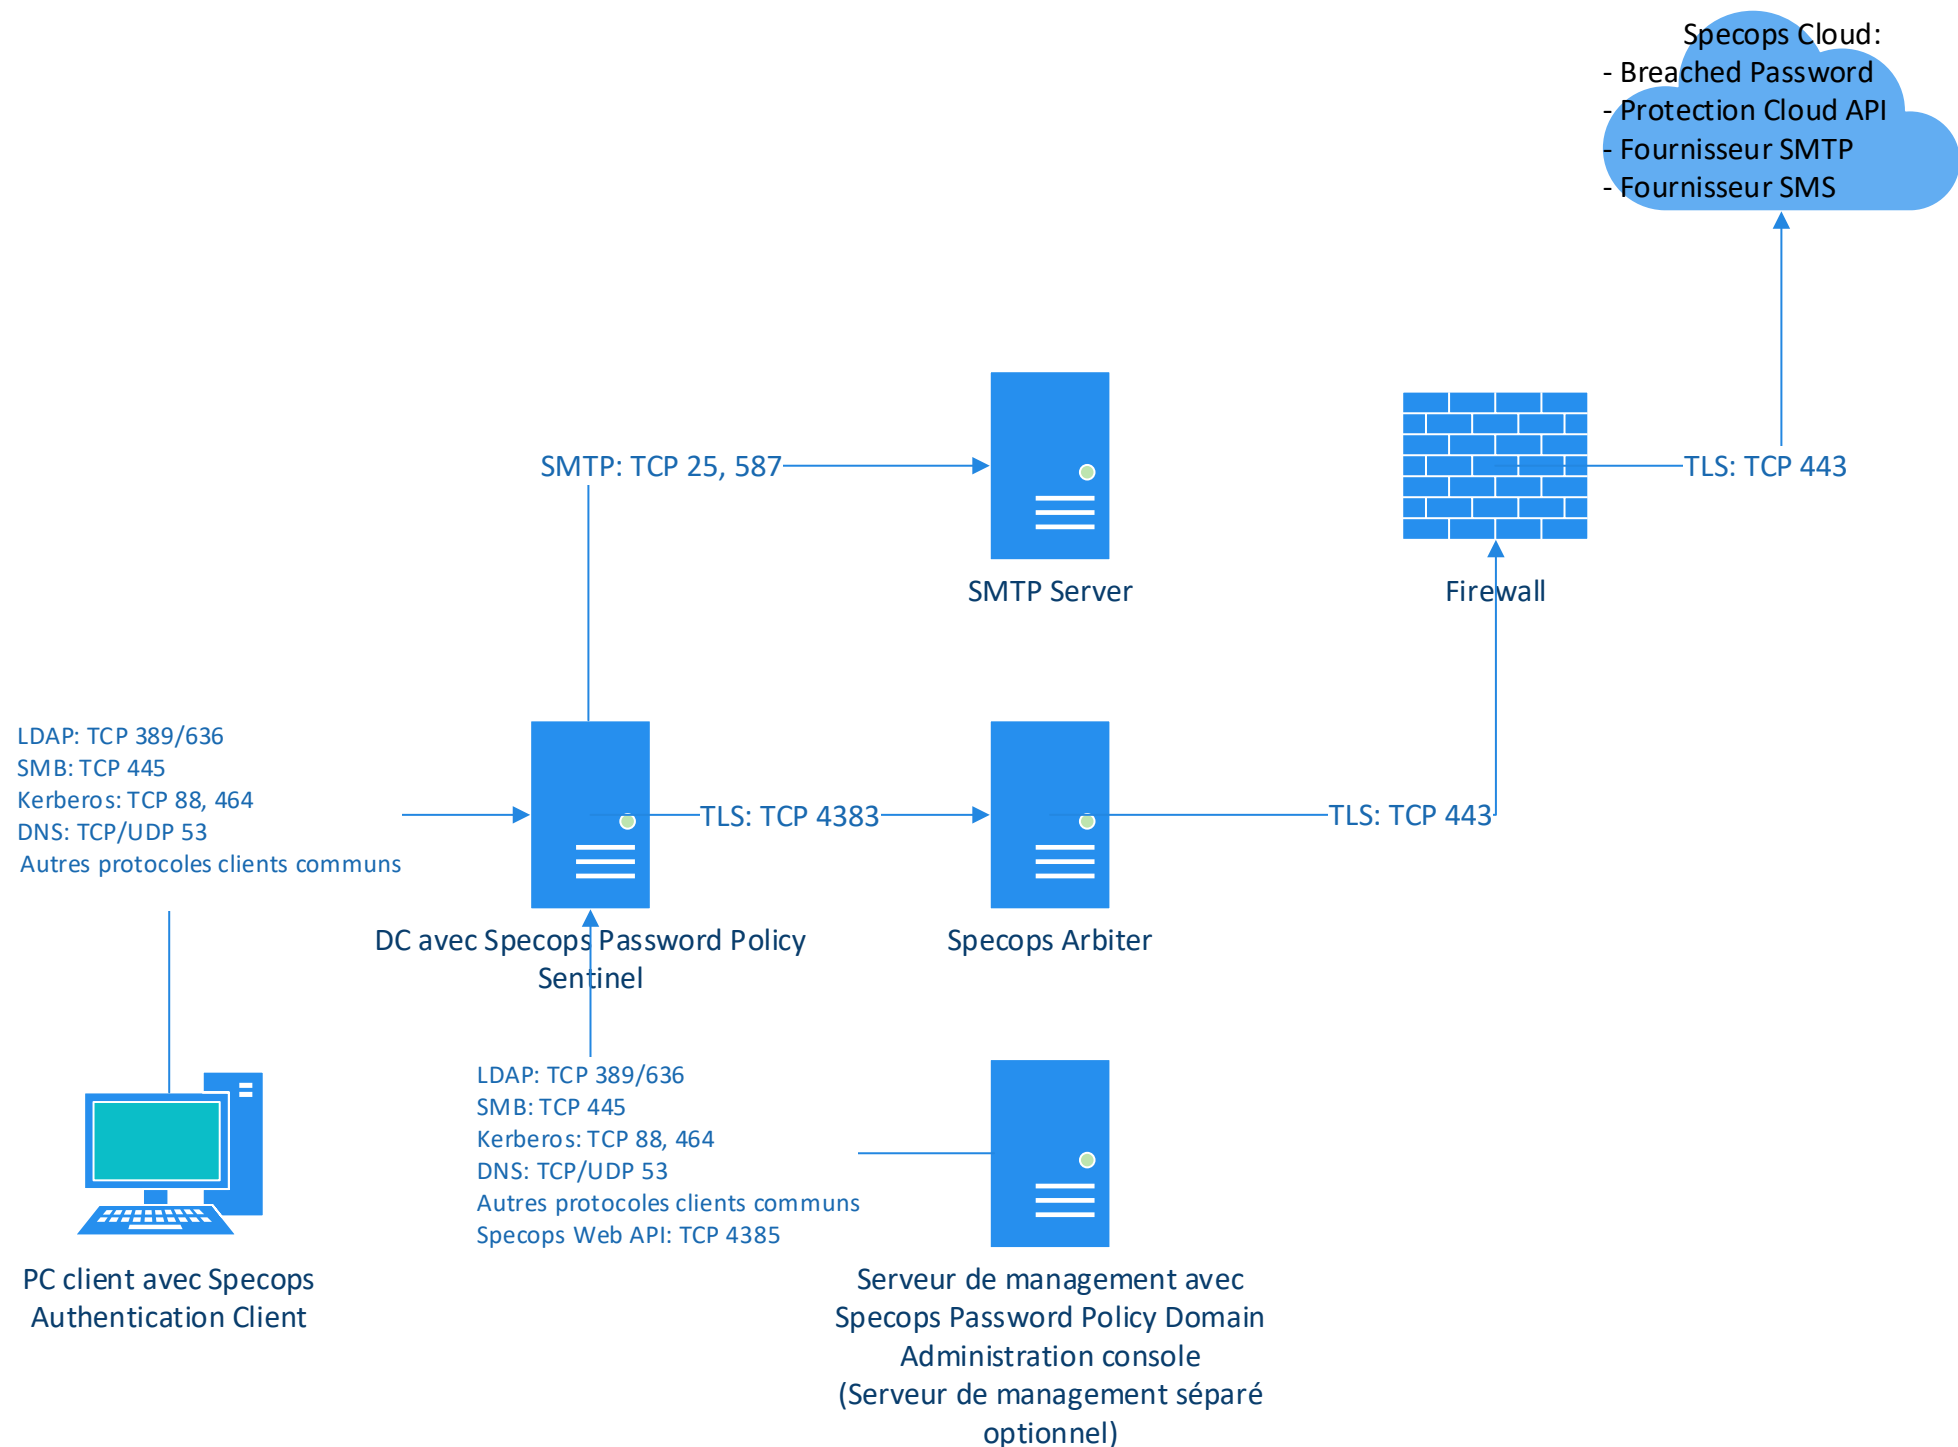 Specops Cloud:
- Breached Password
- Protection Cloud API
- Fournisseur SMTP
- Fournisseur SMS
SMTP: TCP 25, 587
TLS: TCP 443
SMTP Server
Firewall
LDAP: TCP 389/636
SMB: TCP 445
Kerberos: TCP 88, 464
DNS: TCP/UDP 53
Autres protocoles clients communs
TLS: TCP 4383
TLS: TCP 443
DC avec Specops Password Policy
Sentinel
Specops Arbiter
LDAP: TCP 389/636
SMB: TCP 445
Kerberos: TCP 88, 464
DNS: TCP/UDP 53
Autres protocoles clients communs
Specops Web API: TCP 4385
PC client avec Specops
Authentication Client
Serveur de management avec
Specops Password Policy Domain
Administration console
(Serveur de management séparé
optionnel)